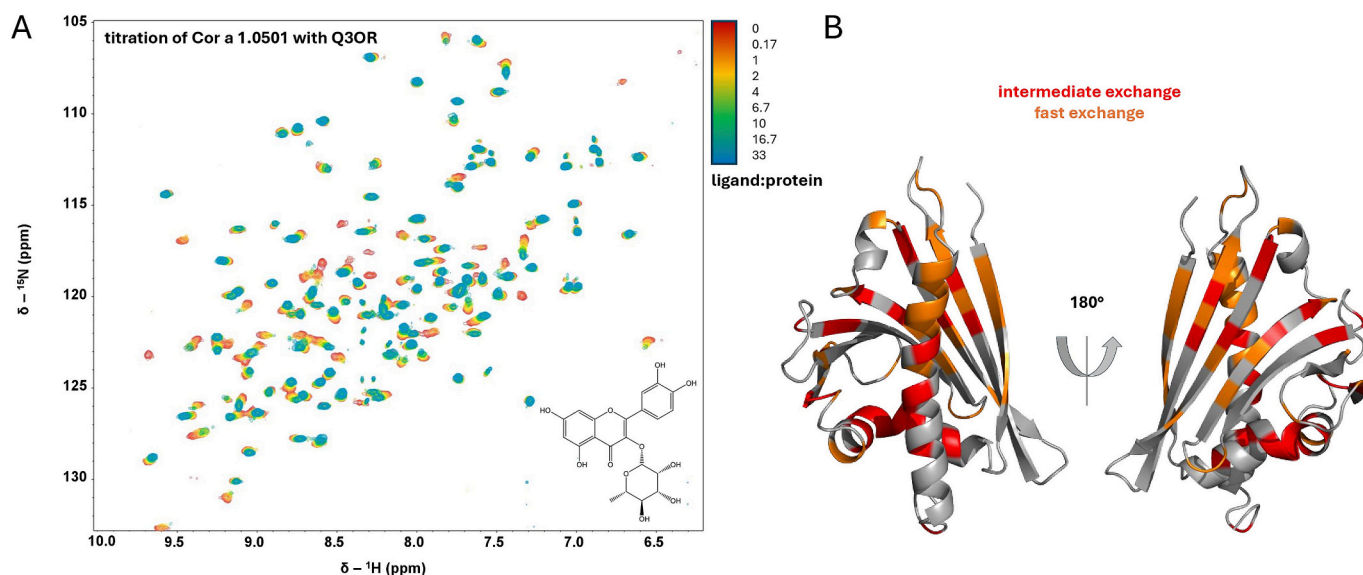 A
titration of Cor a 1.0501 with Q3OR
105
110
115
120
125
130
δ – ¹⁵N (ppm)
10.0 9.5 9.0 8.5 8.0 7.5 7.0 6.5
δ – ¹H (ppm)
0
0.17
1
2
4
6.7
10
16.7
33
ligand:protein
OH
OH
HO
O
OH
O
O
O
OH
OH
OH
B
intermediate exchange
fast exchange
180º